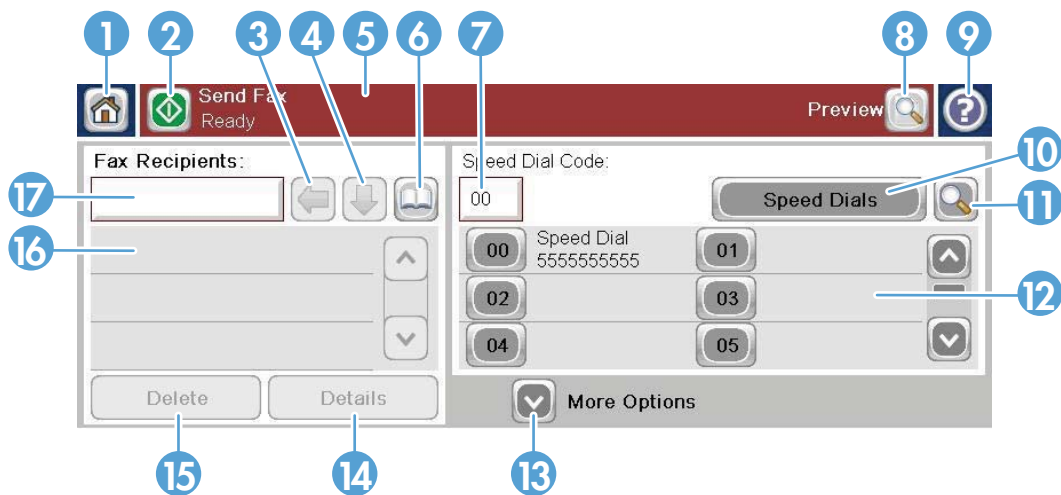 1 2 3 4 5 6 7 8 9
Send Fax
Ready
Preview
?
Fax Recipients:
Speed Dial Code:
10
17
00
Speed Dials
11
16
00
Speed Dial
5555555555
01
02
03
12
04
05
Delete
Details
More Options
15
14
13